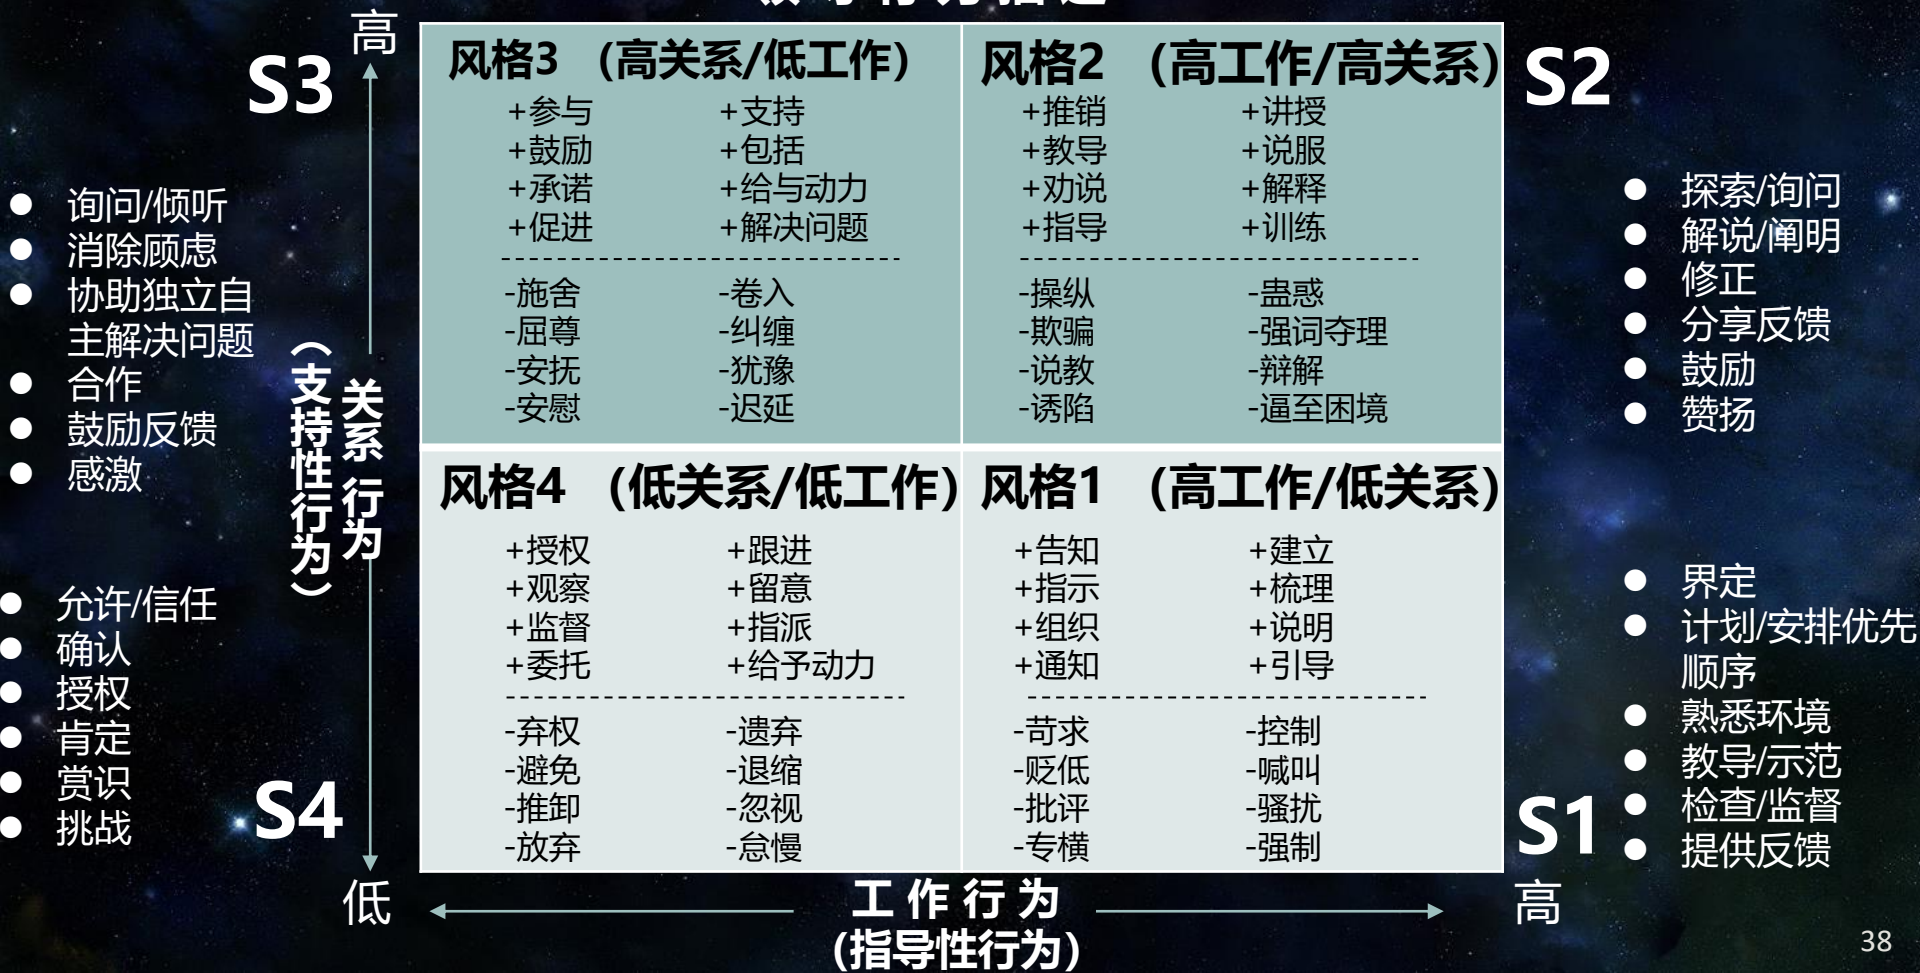 高
S3
风格3 （高关系/低工作）
+参与 +支持
+鼓励 +包括
+承诺 +给与动力
+促进 +解决问题
-施舍 -卷入
-屈尊 -纠缠
-安抚 -犹豫
-安慰 -迟延
风格2 （高工作/高关系）
+推销 +讲授
+教导 +说服
+劝说 +解释
+指导 +训练
-操纵 -蛊惑
-欺骗 -强词夺理
-说教 -辩解
-诱陷 -逼至困境
S2
询问/倾听
消除顾虑
协助独立自
主解决问题
合作
鼓励反馈
感激
关系行为
（支持性行为）
探索/询问
解说/阐明
修正
分享反馈
鼓励
赞扬
风格4 （低关系/低工作）
+授权 +跟进
+观察 +留意
+监督 +指派
+委托 +给予动力
-弃权 -遗弃
-避免 -退缩
-推卸 -忽视
-放弃 -怠慢
风格1 （高工作/低关系）
+告知 +建立
+指示 +梳理
+组织 +说明
+通知 +引导
-苛求 -控制
-贬低 -喊叫
-批评 -骚扰
-专横 -强制
允许/信任
确认
授权
肯定
赏识
挑战
S4
界定
计划/安排优先
顺序
熟悉环境
教导/示范
检查/监督
提供反馈
S1
低
工作行为
(指导性行为)
高
38